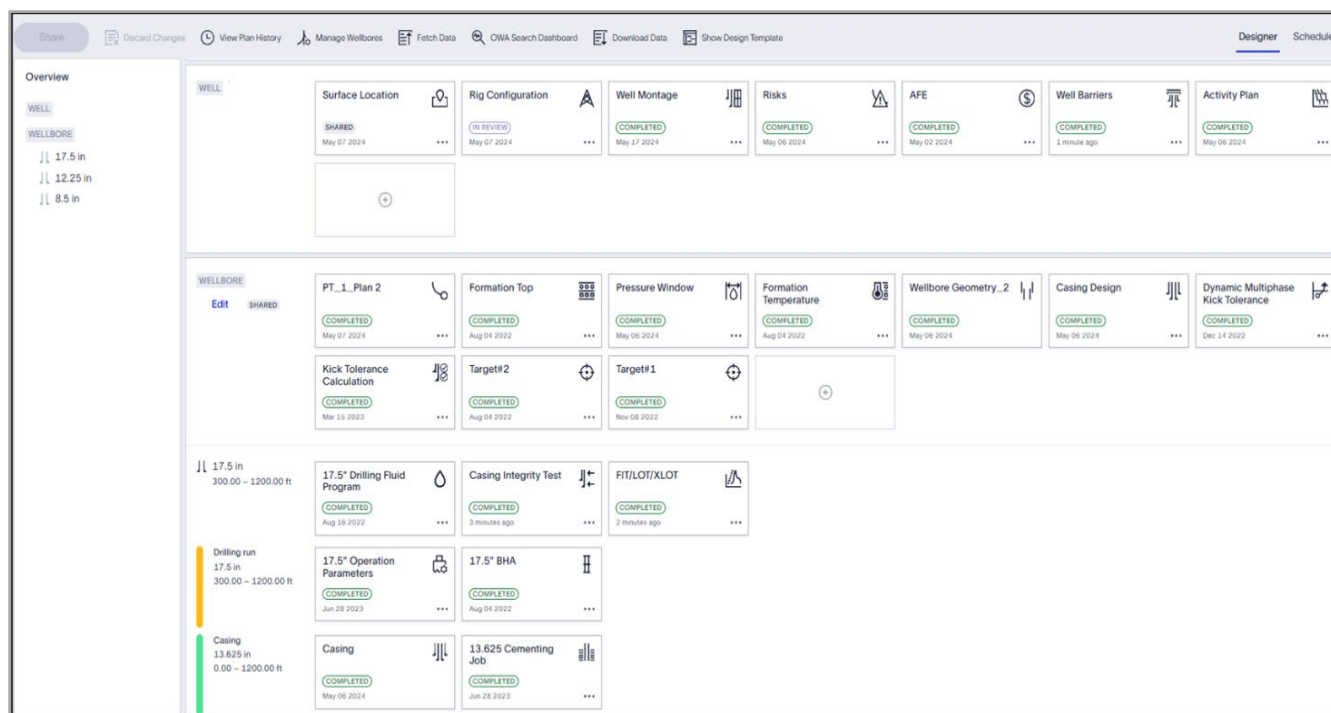 Share
Discard Changes
View Plan History
Manage Wellbores
Fetch Data
OWA Search Dashboard
Download Data
Show Design Template
Designer
Schedule
Overview
WELL
WELLBORE
17.5 in
12.25 in
8.5 in
WELL
Surface Location
SHARED
May 07 2024
Rig Configuration
IN REVIEW
May 07 2024
Well Montage
COMPLETED
May 17 2024
Risks
COMPLETED
May 06 2024
AFE
COMPLETED
May 02 2024
Well Barriers
COMPLETED
1 minute ago
Activity Plan
COMPLETED
May 06 2024
WELLBORE
Edit SHARED
PT_1_Plan 2
COMPLETED
May 07 2024
Formation Top
COMPLETED
Aug 04 2022
Pressure Window
COMPLETED
May 06 2024
Formation
Temperature
COMPLETED
Aug 04 2022
Wellbore Geometry_2
COMPLETED
May 06 2024
Casing Design
COMPLETED
May 06 2024
Dynamic Multiphase
Kick Tolerance
COMPLETED
Dec 14 2022
Kick Tolerance
Calculation
COMPLETED
Mar 15 2023
Target#2
COMPLETED
Aug 04 2022
Target#1
COMPLETED
Nov 08 2022
17.5 in
300.00 – 1200.00 ft
17.5" Drilling Fluid
Program
COMPLETED
Aug 16 2022
Casing Integrity Test
COMPLETED
3 minutes ago
FIT/LOT/XLOT
COMPLETED
2 minutes ago
Drilling run
17.5 in
300.00 – 1200.00 ft
17.5" Operation
Parameters
COMPLETED
Jun 28 2023
17.5" BHA
COMPLETED
Aug 04 2022
Casing
13.625 in
0.00 – 1200.00 ft
Casing
COMPLETED
May 06 2024
13.625 Cementing
Job
COMPLETED
Jun 28 2023